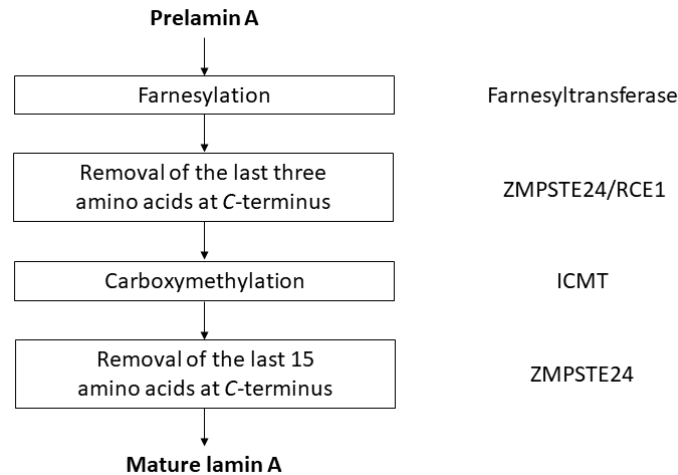 Prelamin A
Farnesylation
Farnesyltransferase
Removal of the last three
amino acids at C-terminus
ZMPSTE24/RCE1
Carboxymethylation
ICMT
Removal of the last 15
amino acids at C-terminus
ZMPSTE24
Mature lamin A